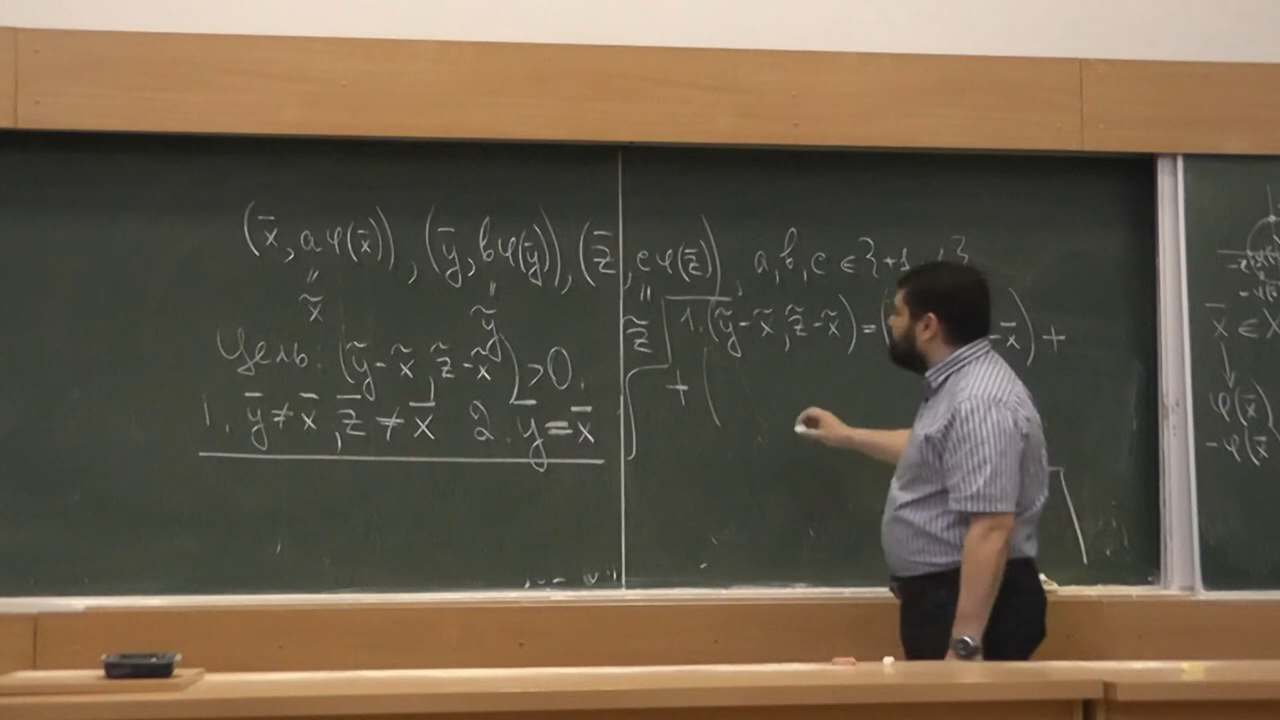 (x̄, aφ(x̄)), (ȳ, bφ(ȳ)), (z̄, cφ(z̄)), a, b, c ∈ {+1
" " "
x̃ ỹ z̃
Цель: (ỹ-x̃, z̃-x̃)>0.
1. ȳ≠x̄, z̄≠x̄ 2. ȳ=x̄
1. (ỹ-x̃, z̃-x̃)=( -x̄)+
+(
x̄ ∈ X
↓
φ(x̄)
-φ(x̄